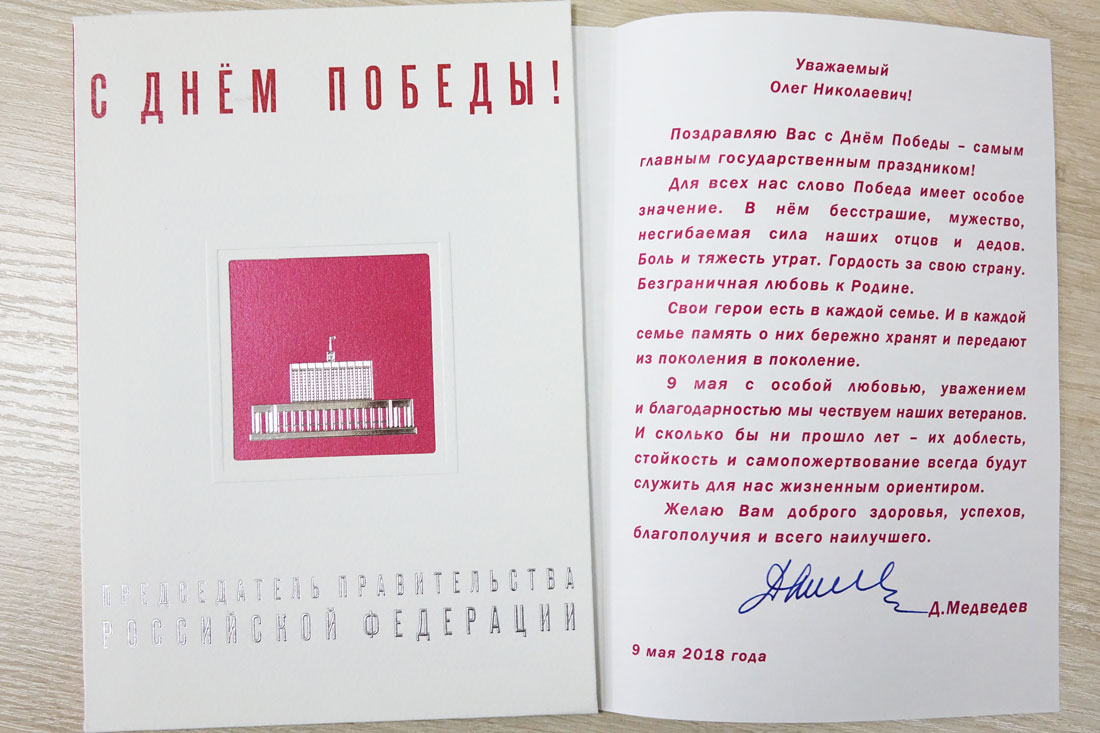 С ДНЁМ ПОБЕДЫ!
ПРЕДСЕДАТЕЛЬ ПРАВИТЕЛЬСТВА
РОССИЙСКОЙ ФЕДЕРАЦИИ
Уважаемый
Олег Николаевич!
Поздравляю Вас с Днём Победы – самым
главным государственным праздником!
Для всех нас слово Победа имеет особое
значение. В нём бесстрашие, мужество,
несгибаемая сила наших отцов и дедов.
Боль и тяжесть утрат. Гордость за свою страну.
Безграничная любовь к Родине.
Свои герои есть в каждой семье. И в каждой
семье память о них бережно хранят и передают
из поколения в поколение.
9 мая с особой любовью, уважением
и благодарностью мы чествуем наших ветеранов.
И сколько бы ни прошло лет – их доблесть,
стойкость и самопожертвование всегда будут
служить для нас жизненным ориентиром.
Желаю Вам доброго здоровья, успехов,
благополучия и всего наилучшего.
Д.Медведев
9 мая 2018 года